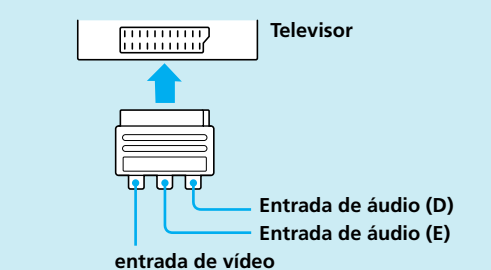 Televisor
Entrada de áudio (D)
Entrada de áudio (E)
entrada de vídeo